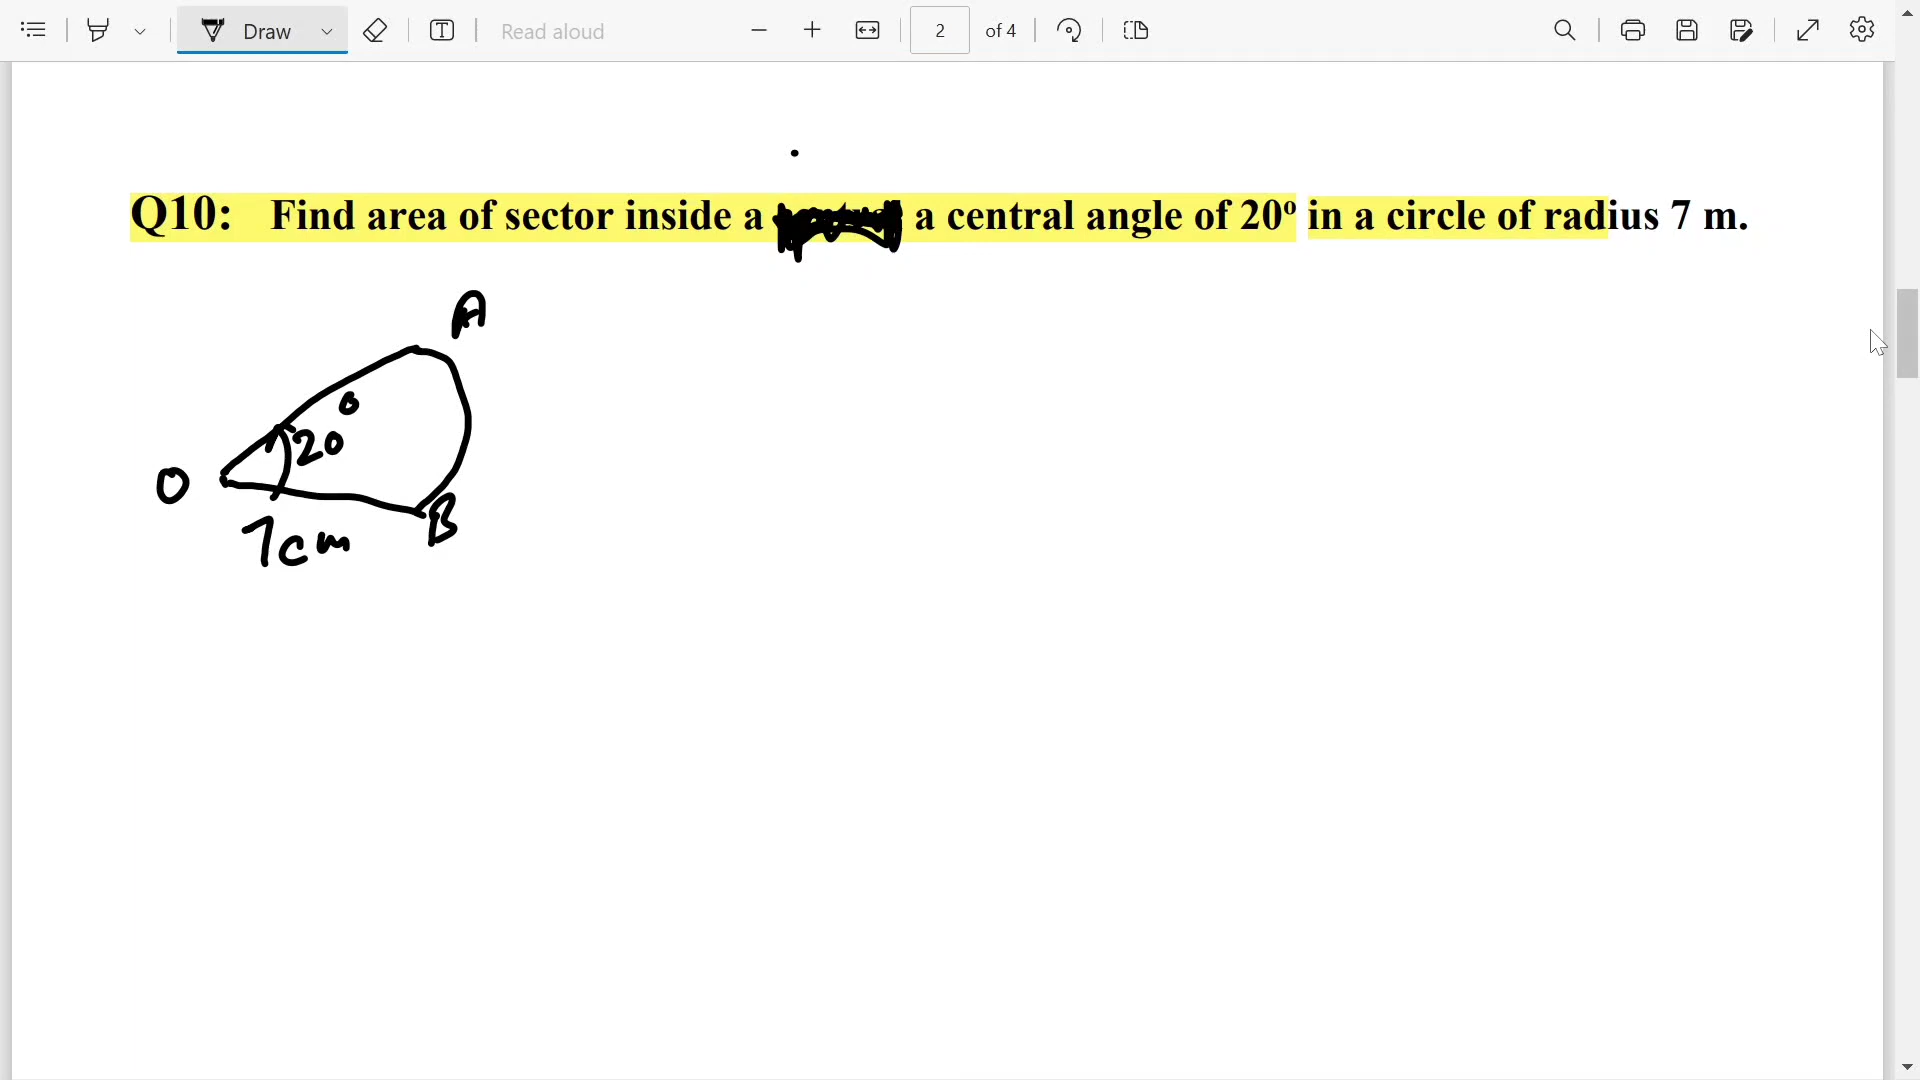 Draw
Read aloud
2 of 4
Q10: Find area of sector inside a a central angle of 20º in a circle of radius 7 m.
A
o
20
O
B
7cm